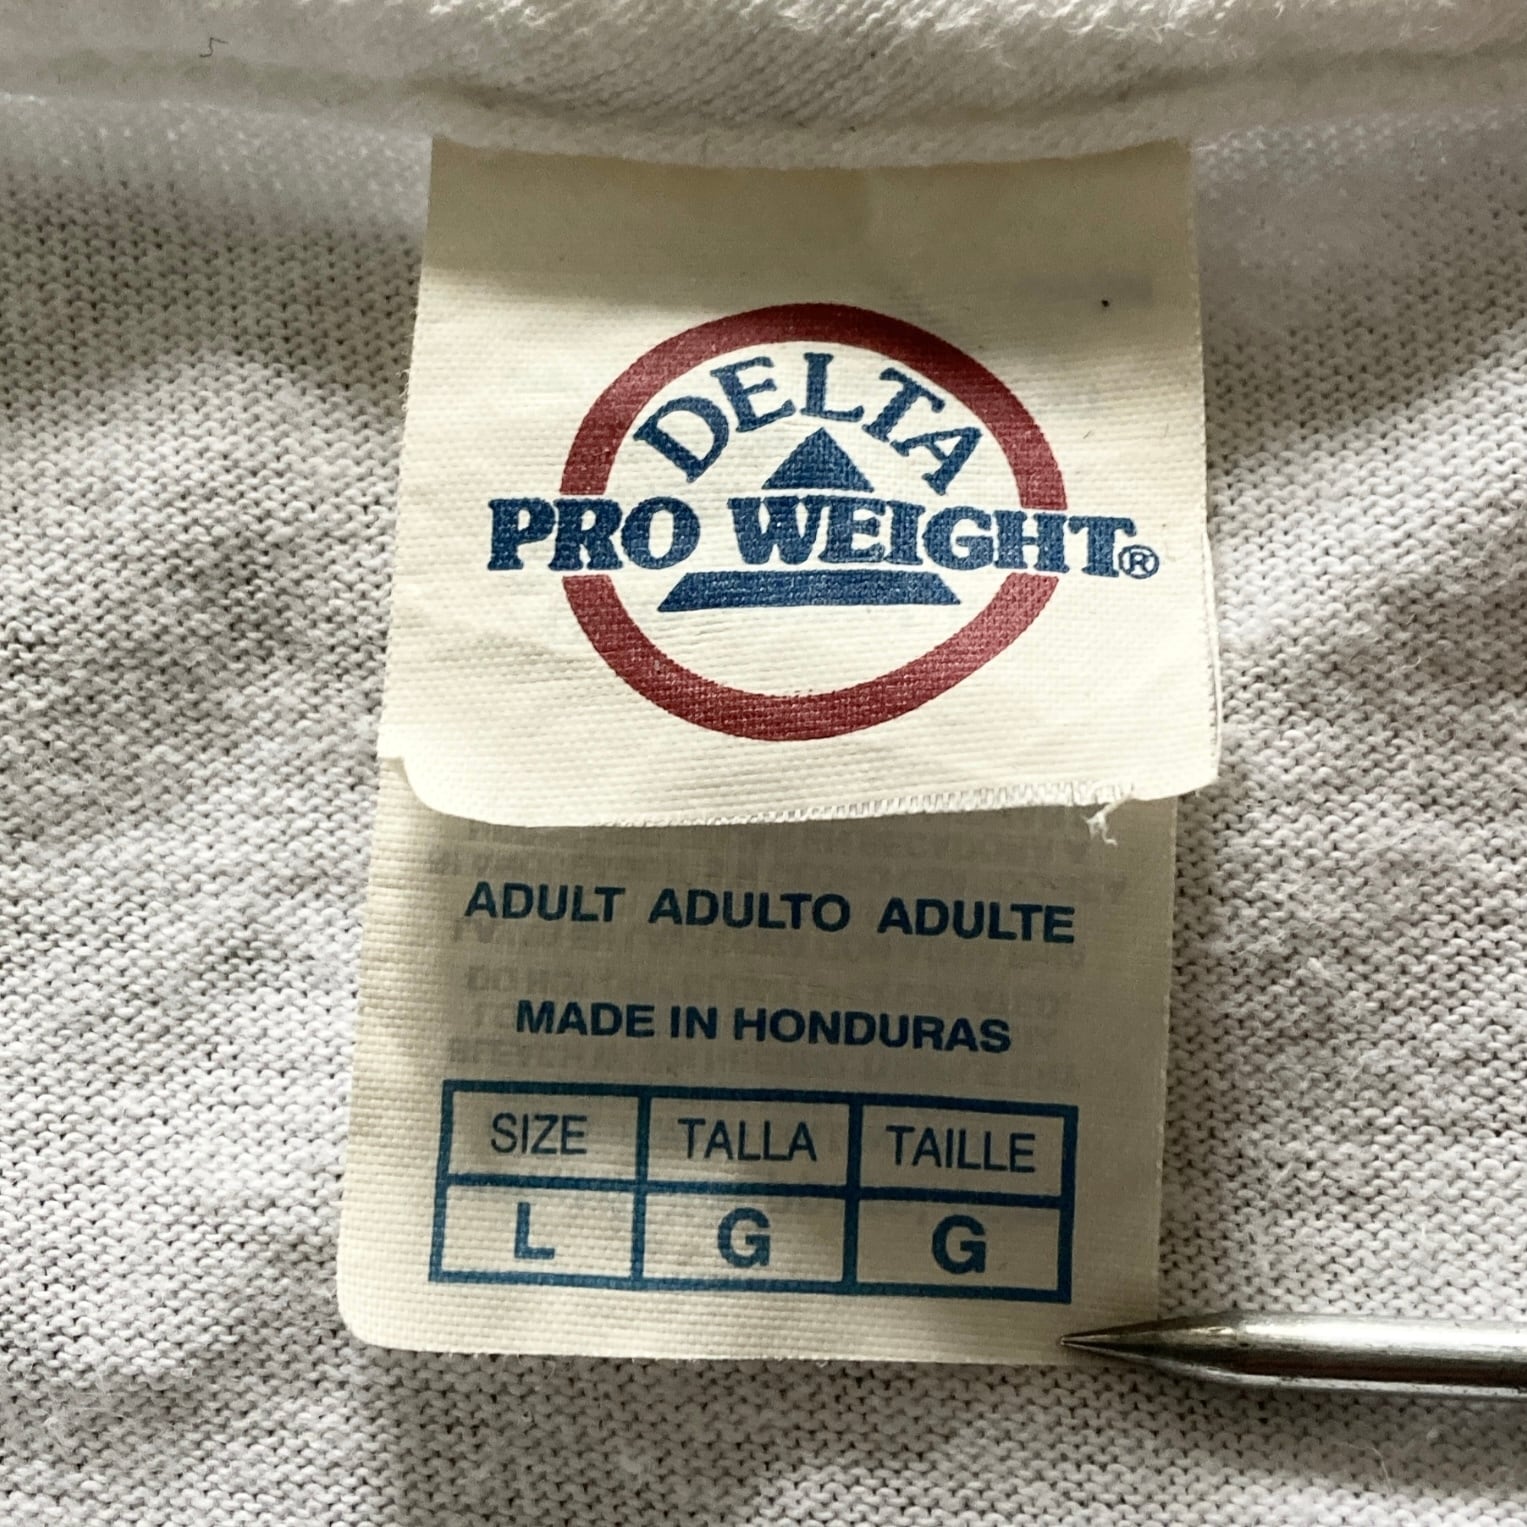 DELTA
PRO WEIGHT®
ADULT ADULTO ADULTE
MADE IN HONDURAS
SIZE TALLA TAILLE
L G G